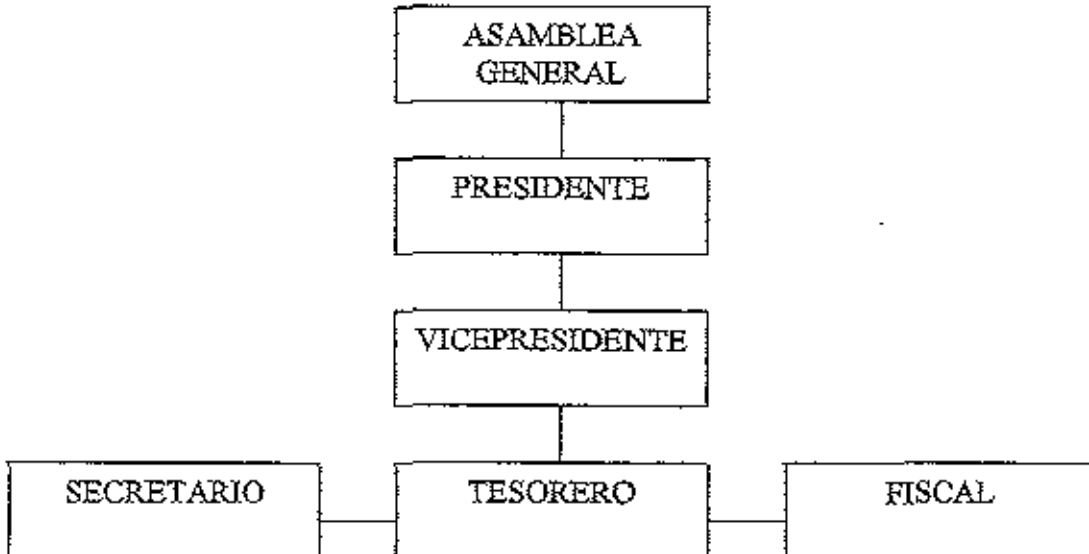 ASAMBLEA
GENERAL
PRESIDENTE
VICEPRESIDENTE
SECRETARIO
TESORERO
FISCAL